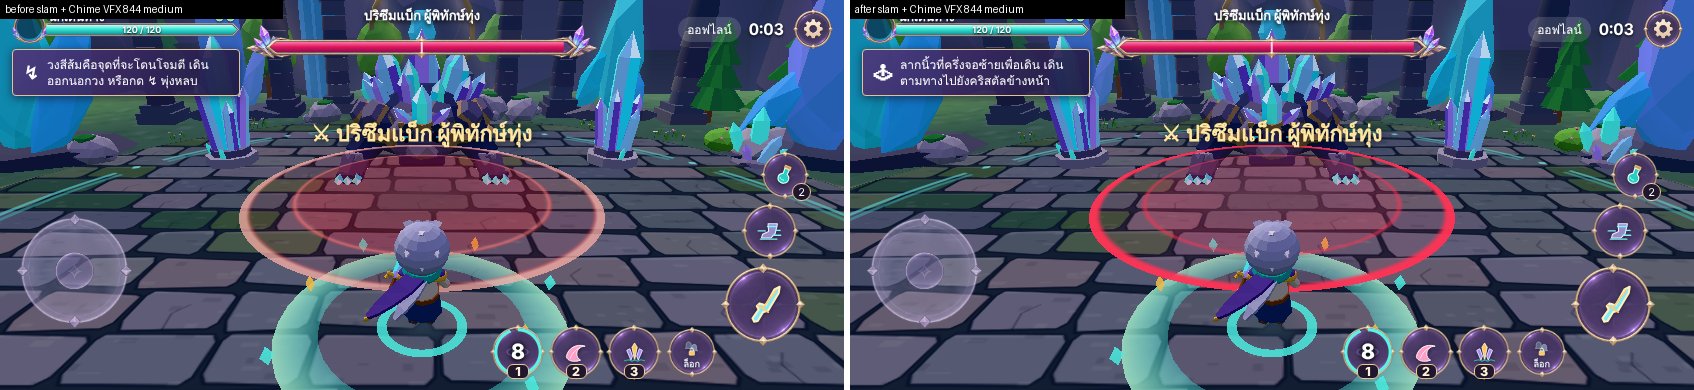 before slam + Chime VFX 844 medium
120 / 120
ปริซึมแบ็ก ผู้พิทักษ์ทุ่ง
ออฟไลน์
0:03
วงสีส้มคือจุดที่จะโดนโจมตี เดิน
ออกนอกวง หรือกด ↯ พุ่งหลบ
⚔ ปริซึมแบ็ก ผู้พิทักษ์ทุ่ง
2
8
1
2
3
ล็อก
after slam + Chime VFX 844 medium
120 / 120
ปริซึมแบ็ก ผู้พิทักษ์ทุ่ง
ออฟไลน์
0:03
ลากนิ้วที่ครึ่งจอซ้ายเพื่อเดิน เดิน
ตามทางไปยังคริสตัลข้างหน้า
⚔ ปริซึมแบ็ก ผู้พิทักษ์ทุ่ง
2
8
1
2
3
ล็อก